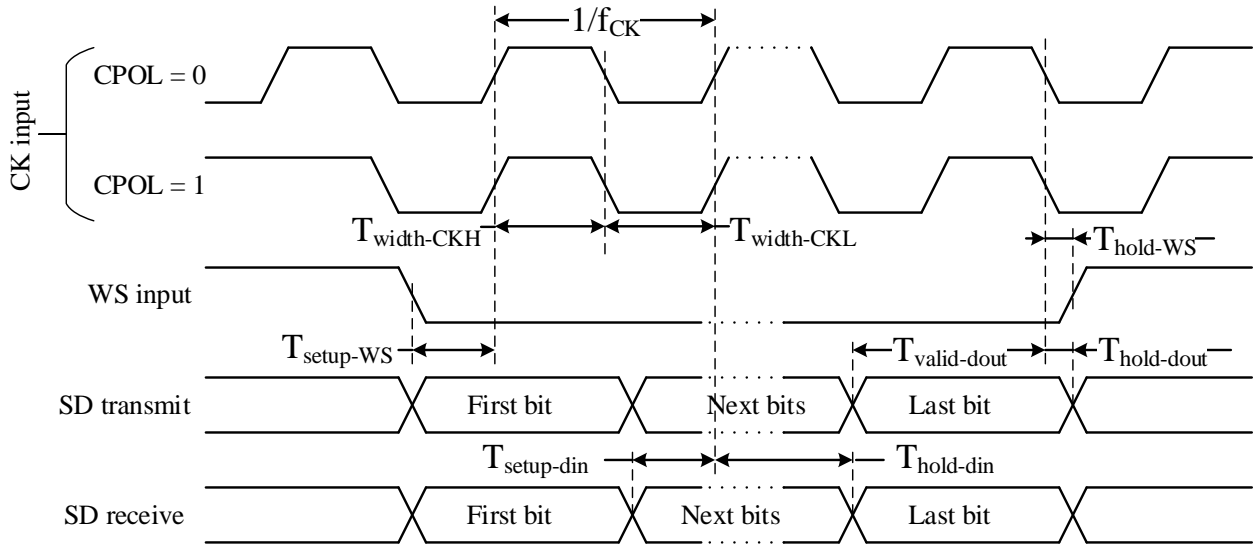 1/fCK
CK input
CPOL = 0
CPOL = 1
Twidth-CKH
Twidth-CKL
Thold-WS
WS input
Tsetup-WS
Tvalid-dout
Thold-dout
SD transmit
First bit
Next bits
Last bit
Tsetup-din
Thold-din
SD receive
First bit
Next bits
Last bit